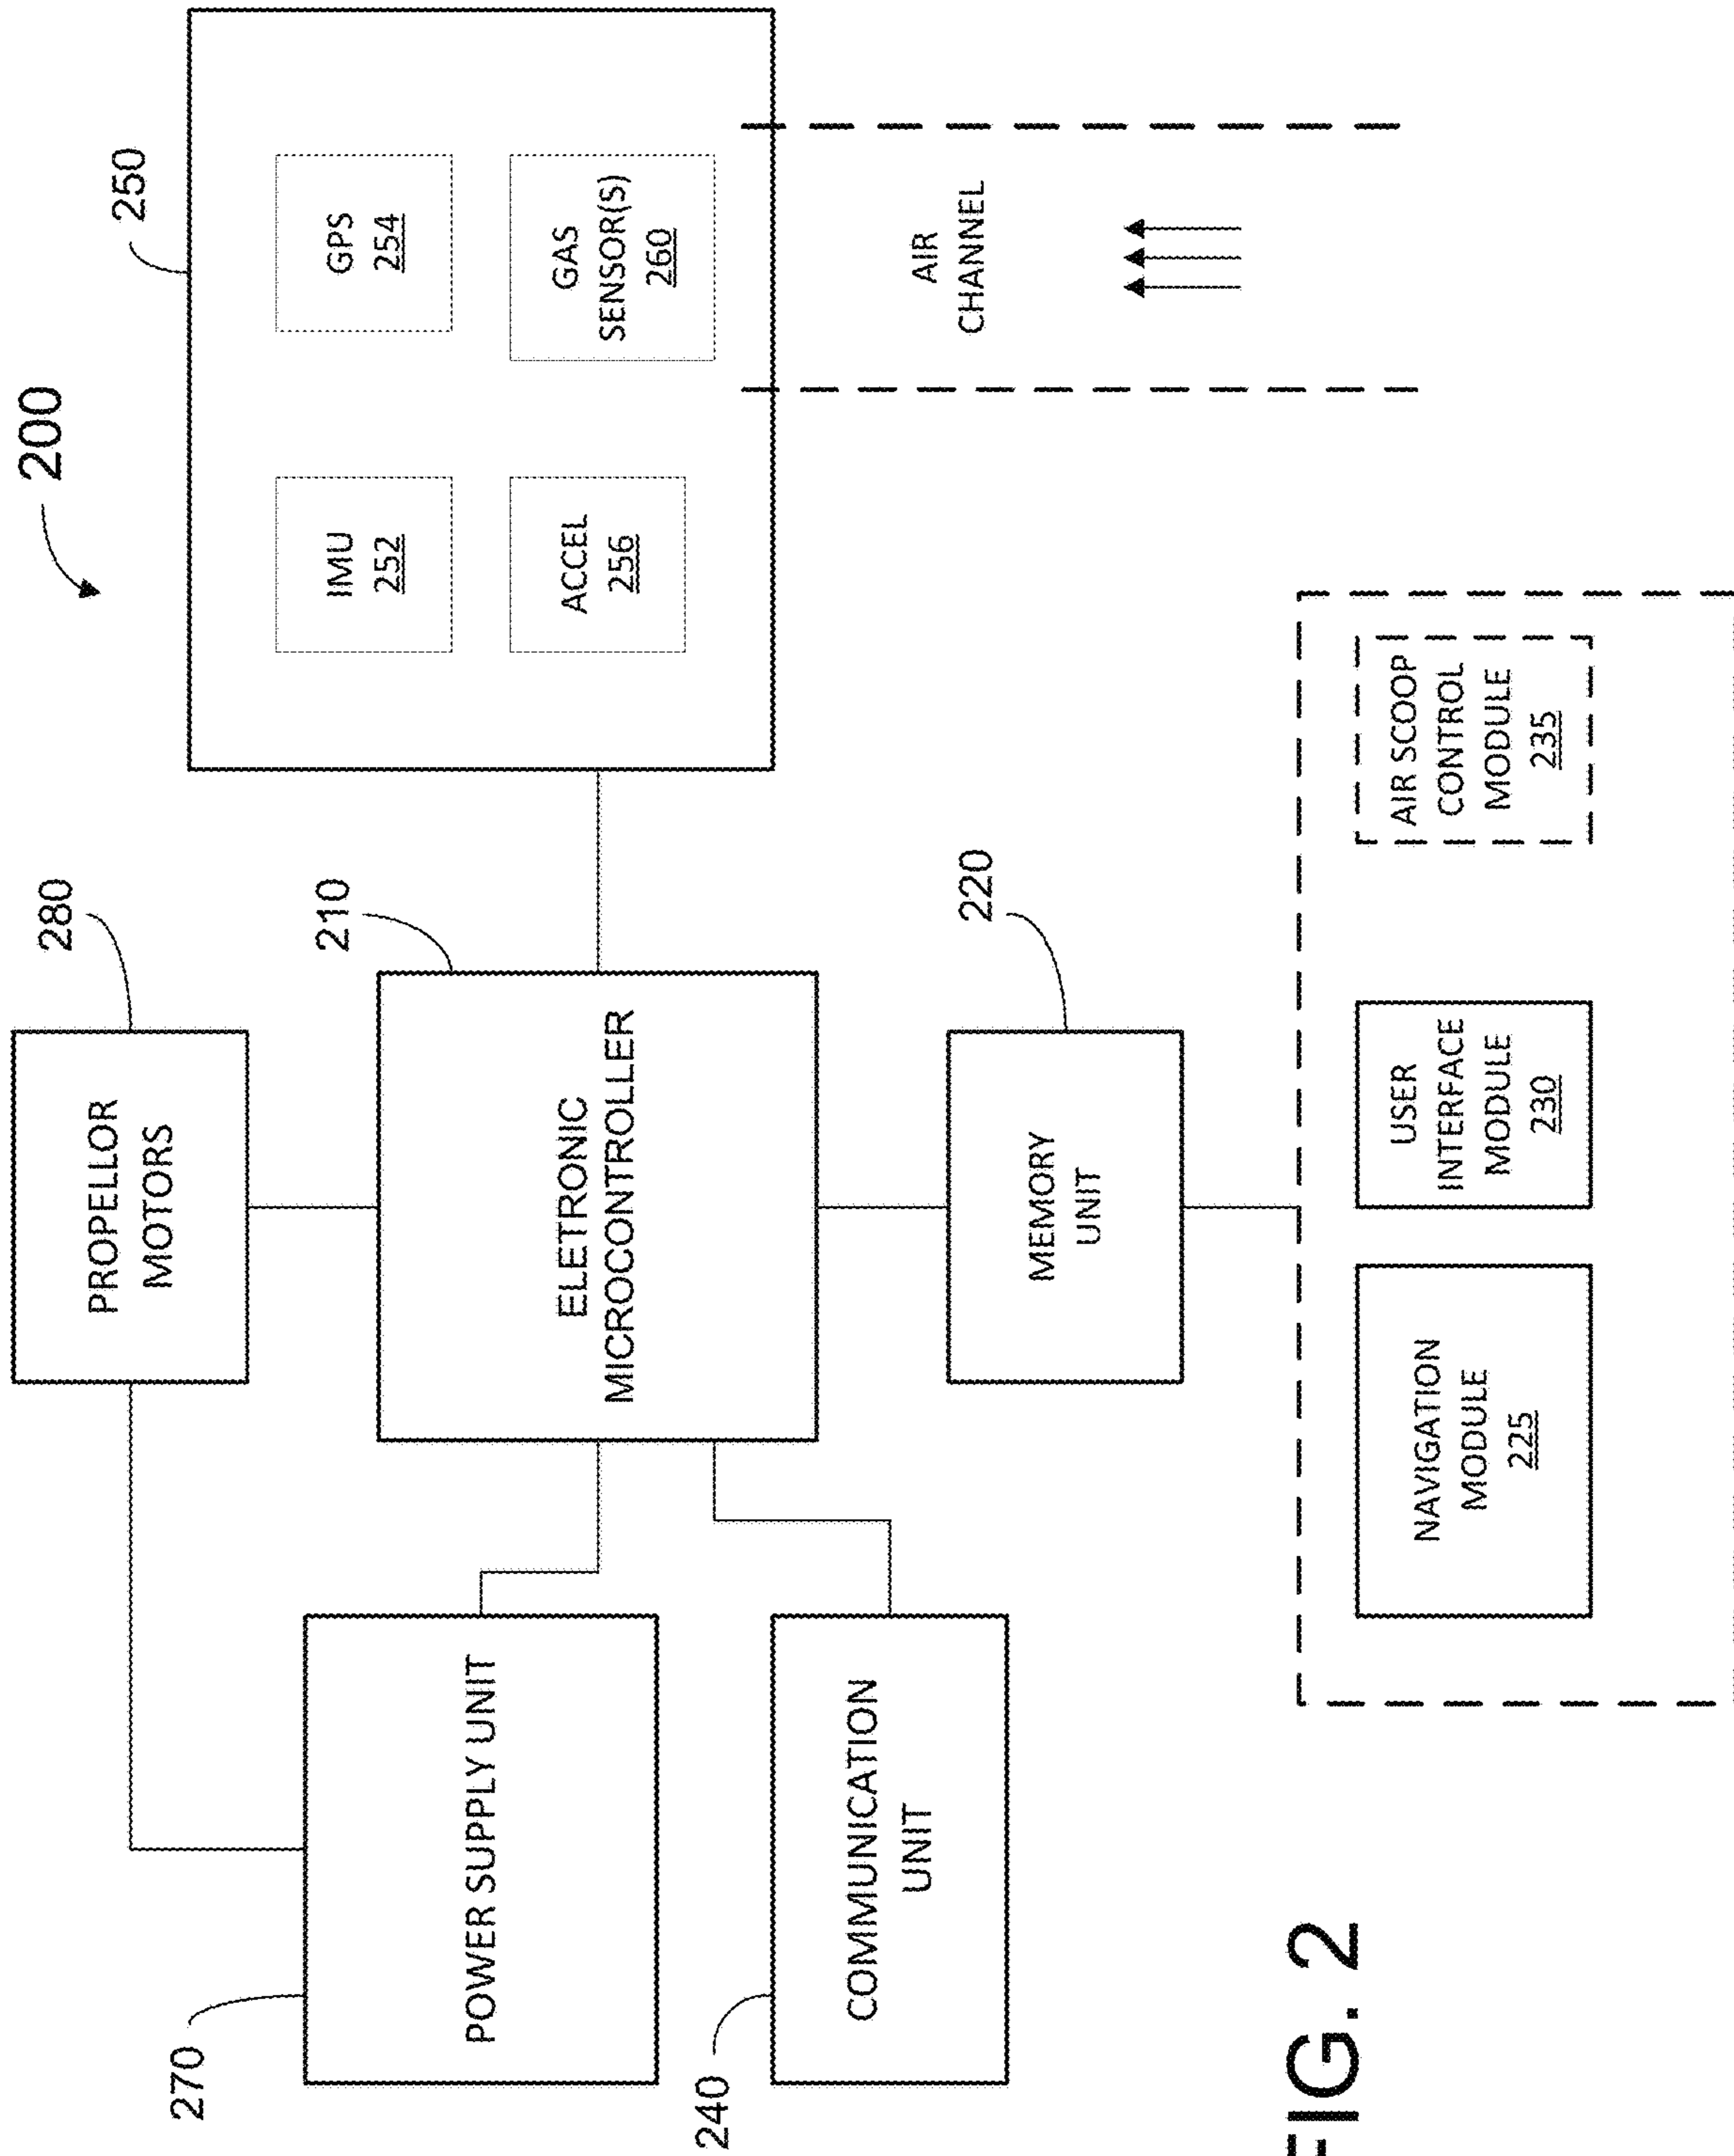 200
280
PROPELLOR
MOTORS
250
IMU
252
GPS
254
ACCEL
256
GAS
SENSOR(S)
260
270
POWER SUPPLY UNIT
210
ELETRONIC
MICROCONTROLLER
240
COMMUNICATION
UNIT
220
MEMORY
UNIT
AIR
CHANNEL
NAVIGATION
MODULE
225
USER
INTERFACE
MODULE
230
AIR SCOOP
CONTROL
MODULE
235
FIG. 2